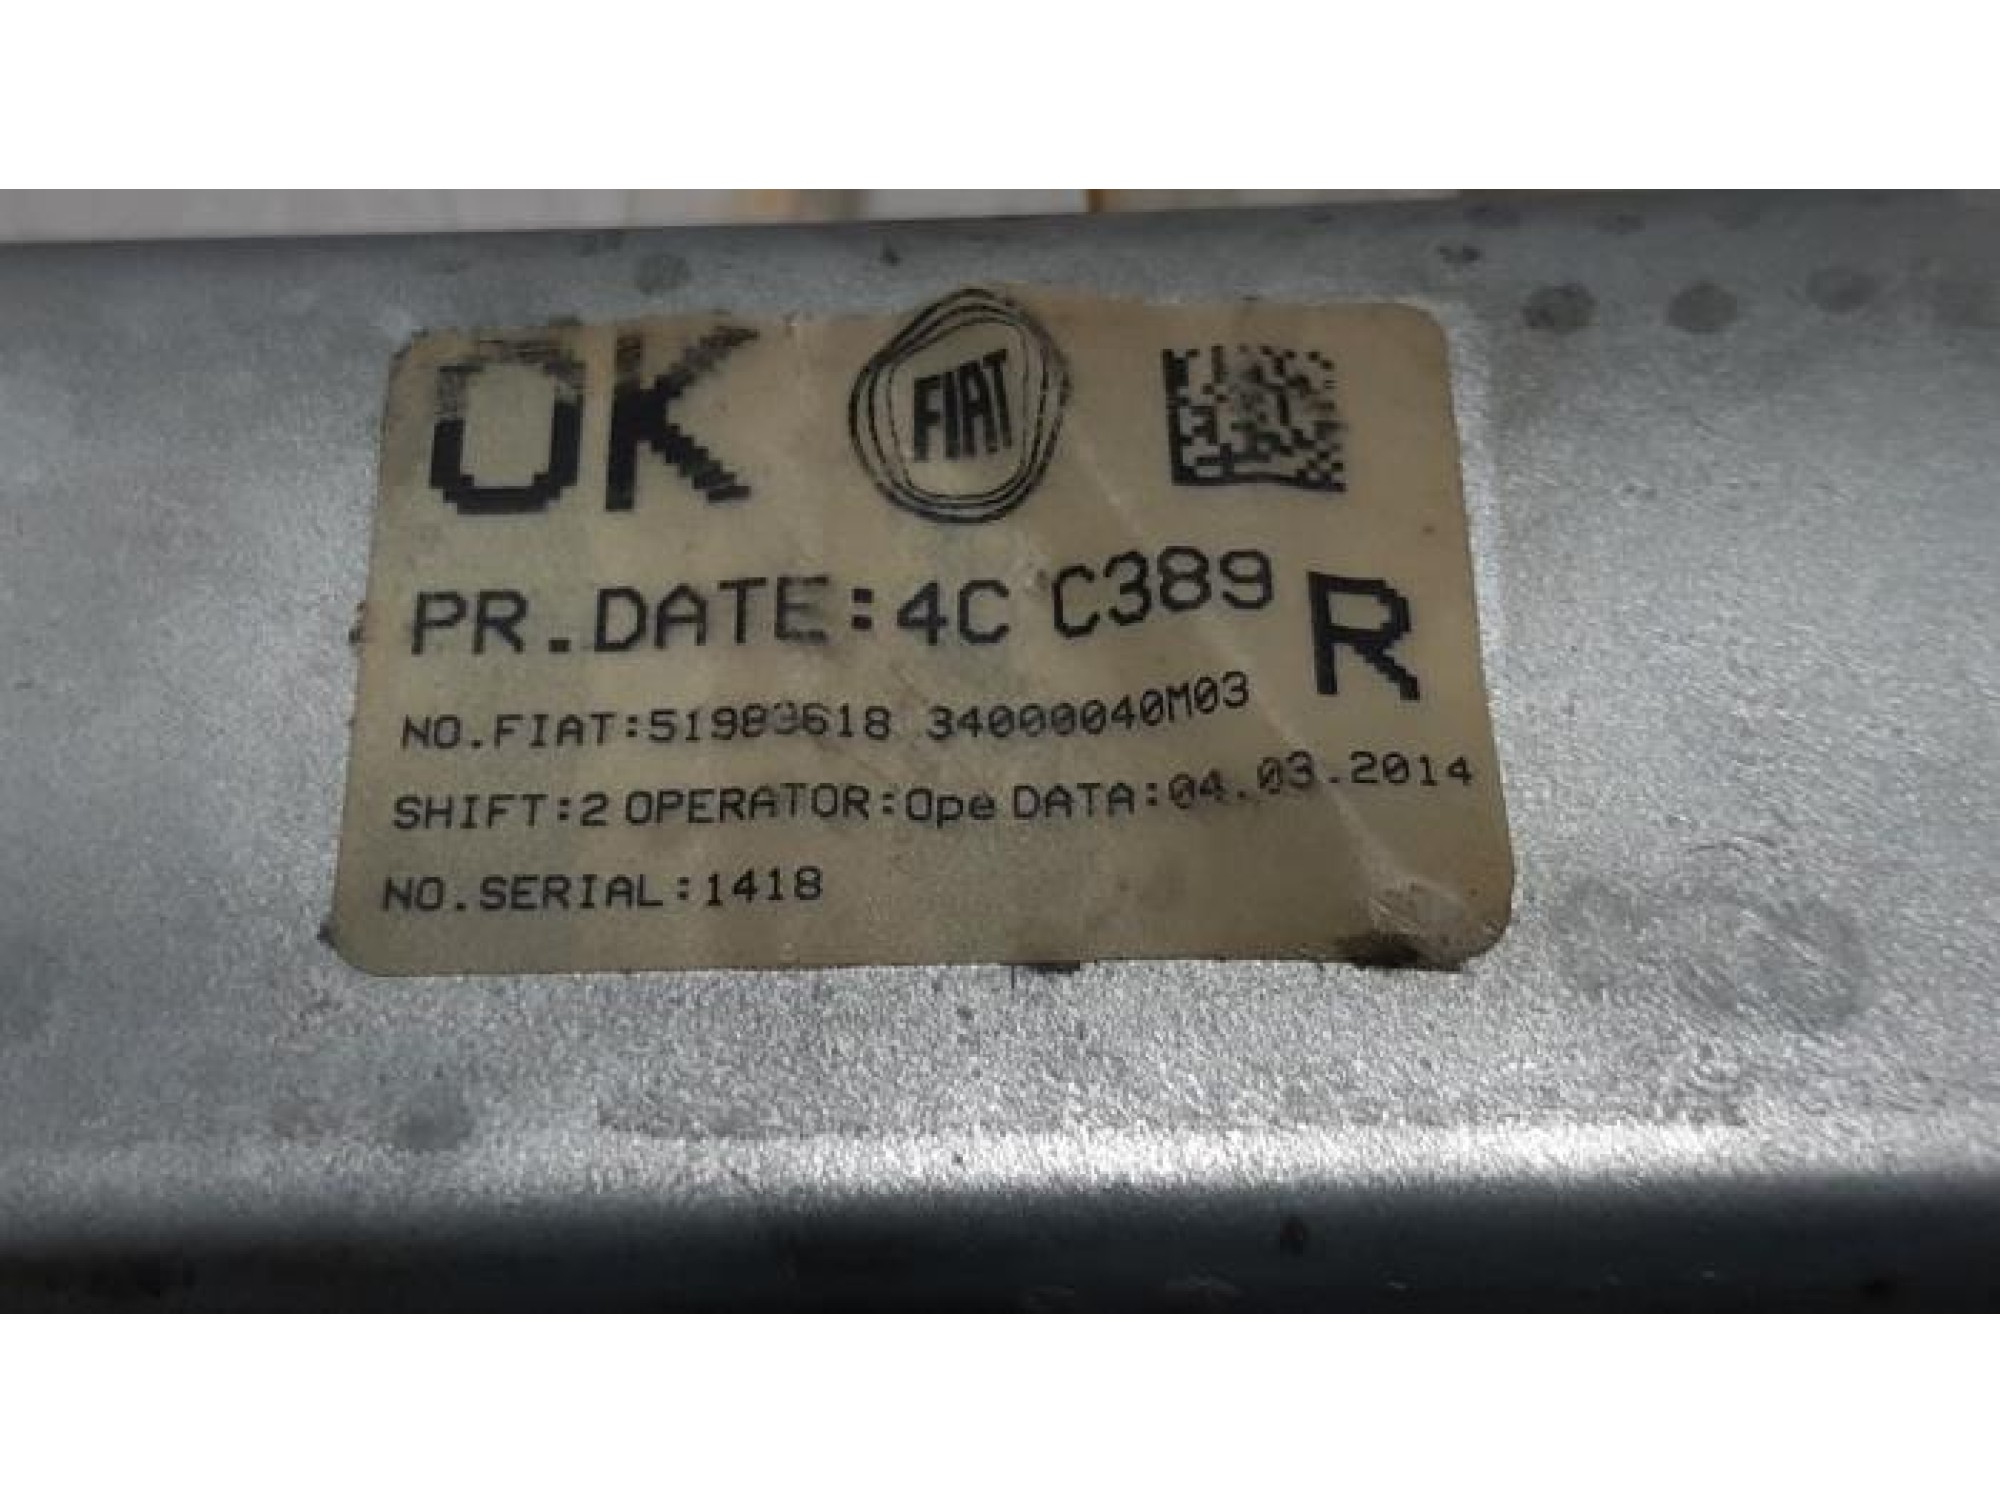 OK FIAT
PR.DATE:4C C389 R
NO.FIAT:51983618 34000040M03
SHIFT:2 OPERATOR:Ope DATA:04.03.2014
NO.SERIAL:1418